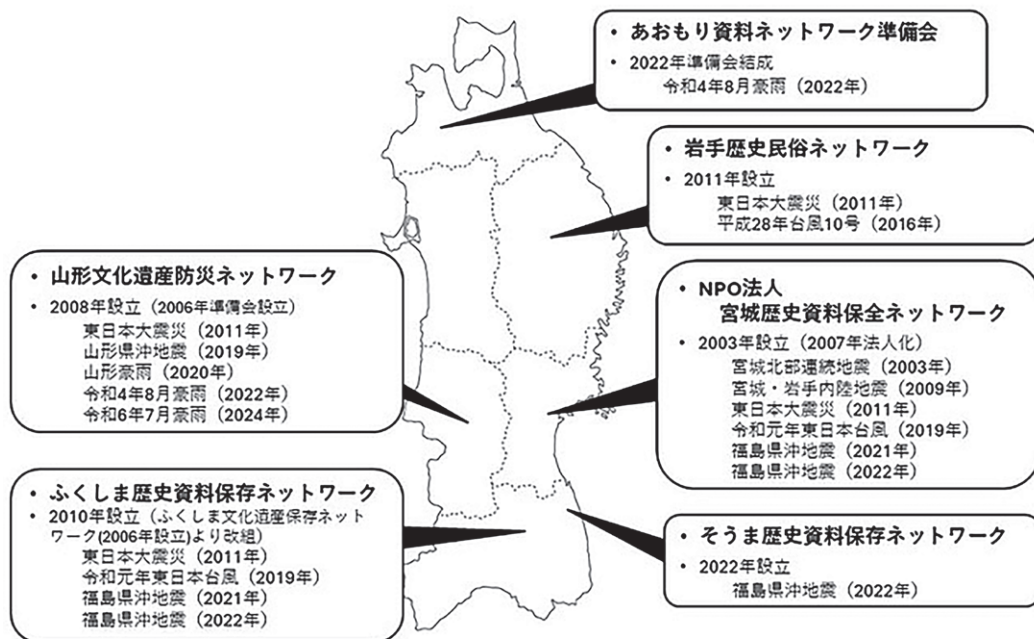 • あおもり資料ネットワーク準備会
• 2022年準備会結成
令和4年8月豪雨（2022年）
• 岩手歴史民俗ネットワーク
• 2011年設立
東日本大震災（2011年）
平成28年台風10号（2016年）
• 山形文化遺産防災ネットワーク
• 2008年設立（2006年準備会設立）
東日本大震災（2011年）
山形県沖地震（2019年）
山形豪雨（2020年）
令和4年8月豪雨（2022年）
令和6年7月豪雨（2024年）
• NPO法人
宮城歴史資料保全ネットワーク
• 2003年設立（2007年法人化）
宮城北部連続地震（2003年）
宮城・岩手内陸地震（2009年）
東日本大震災（2011年）
令和元年東日本台風（2019年）
福島県沖地震（2021年）
福島県沖地震（2022年）
• ふくしま歴史資料保存ネットワーク
• 2010年設立（ふくしま文化遺産保存ネット
ワーク(2006年設立)より改組）
東日本大震災（2011年）
令和元年東日本台風（2019年）
福島県沖地震（2021年）
福島県沖地震（2022年）
• そうま歴史資料保存ネットワーク
• 2022年設立
福島県沖地震（2022年）